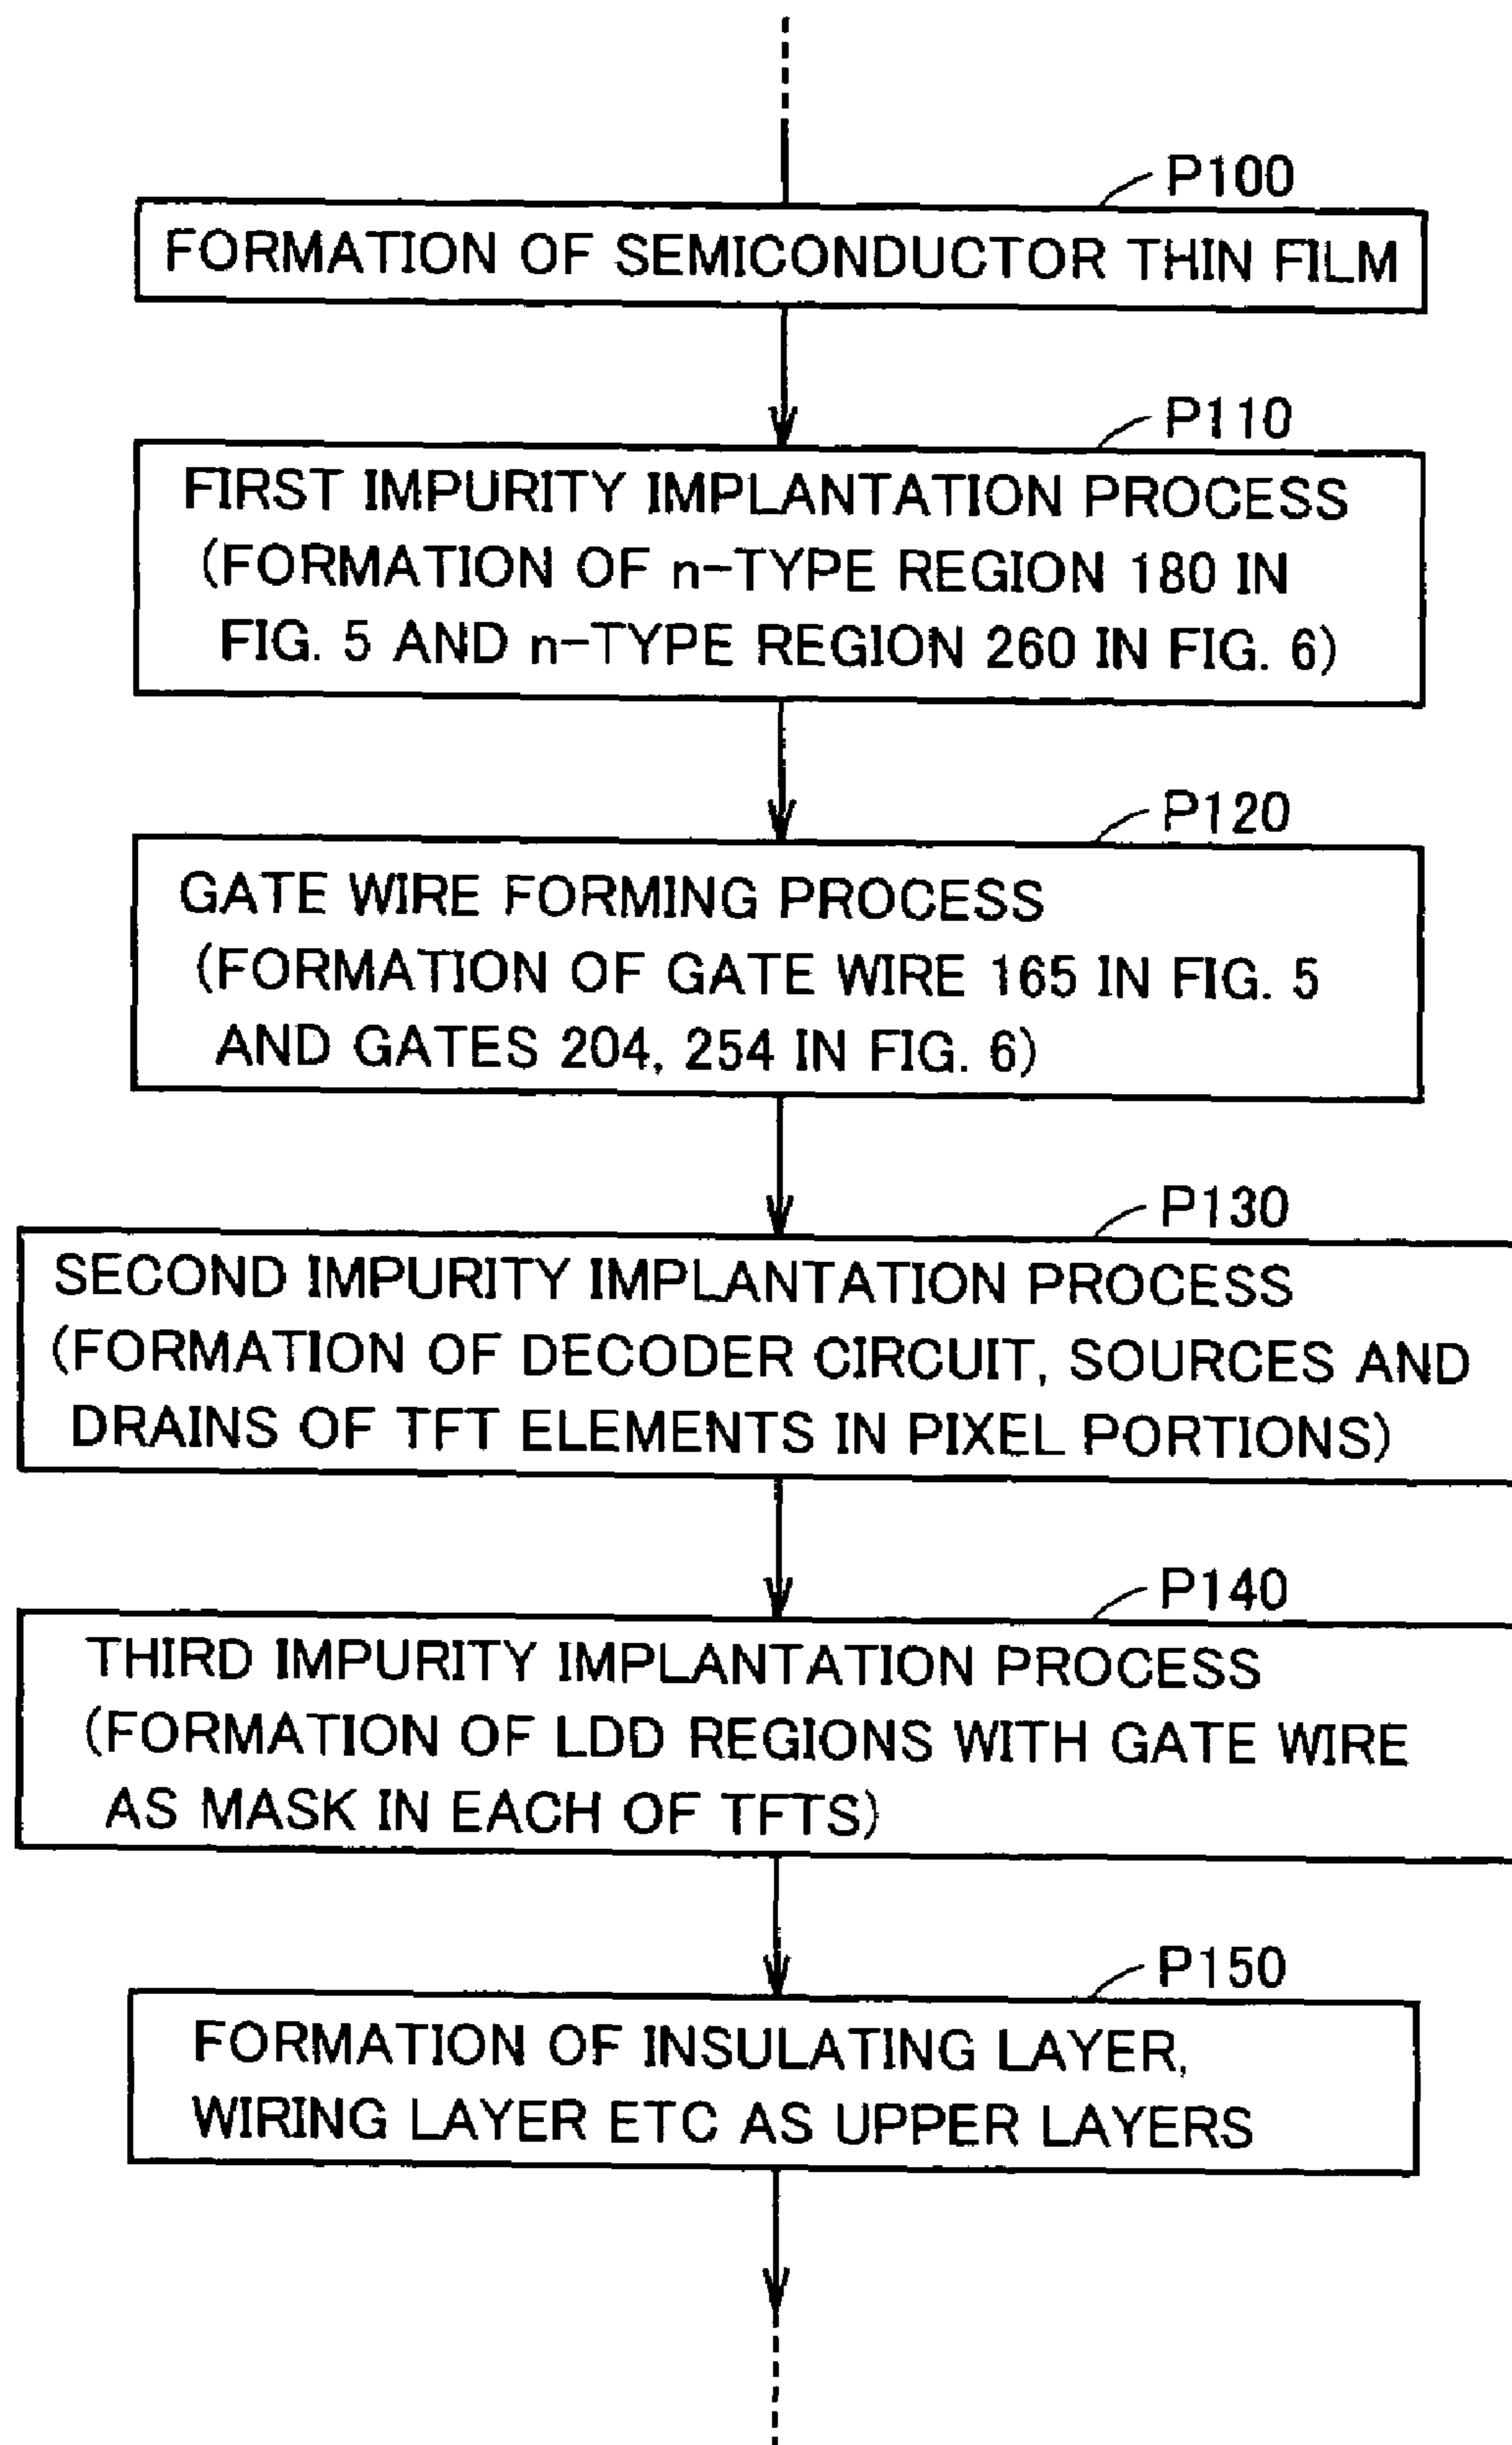 P100
FORMATION OF SEMICONDUCTOR THIN FILM
P110
FIRST IMPURITY IMPLANTATION PROCESS
(FORMATION OF n-TYPE REGION 180 IN
FIG. 5 AND n-TYPE REGION 260 IN FIG. 6)
P120
GATE WIRE FORMING PROCESS
(FORMATION OF GATE WIRE 165 IN FIG. 5
AND GATES 204, 254 IN FIG. 6)
P130
SECOND IMPURITY IMPLANTATION PROCESS
(FORMATION OF DECODER CIRCUIT, SOURCES AND
DRAINS OF TFT ELEMENTS IN PIXEL PORTIONS)
P140
THIRD IMPURITY IMPLANTATION PROCESS
(FORMATION OF LDD REGIONS WITH GATE WIRE
AS MASK IN EACH OF TFTS)
P150
FORMATION OF INSULATING LAYER,
WIRING LAYER ETC AS UPPER LAYERS